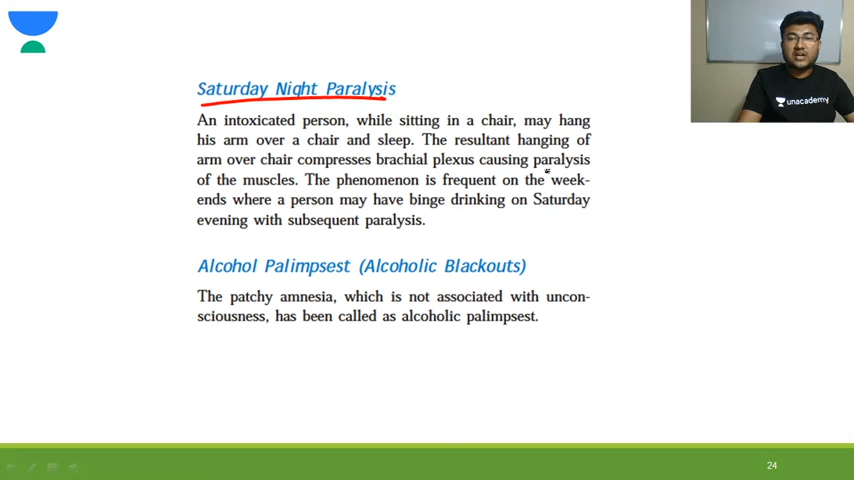 Saturday Night Paralysis
An intoxicated person, while sitting in a chair, may hang
his arm over a chair and sleep. The resultant hanging of
arm over chair compresses brachial plexus causing paralysis
of the muscles. The phenomenon is frequent on the week-
ends where a person may have binge drinking on Saturday
evening with subsequent paralysis.
Alcohol Palimpsest (Alcoholic Blackouts)
The patchy amnesia, which is not associated with uncon-
sciousness, has been called as alcoholic palimpsest.
unacademy
24